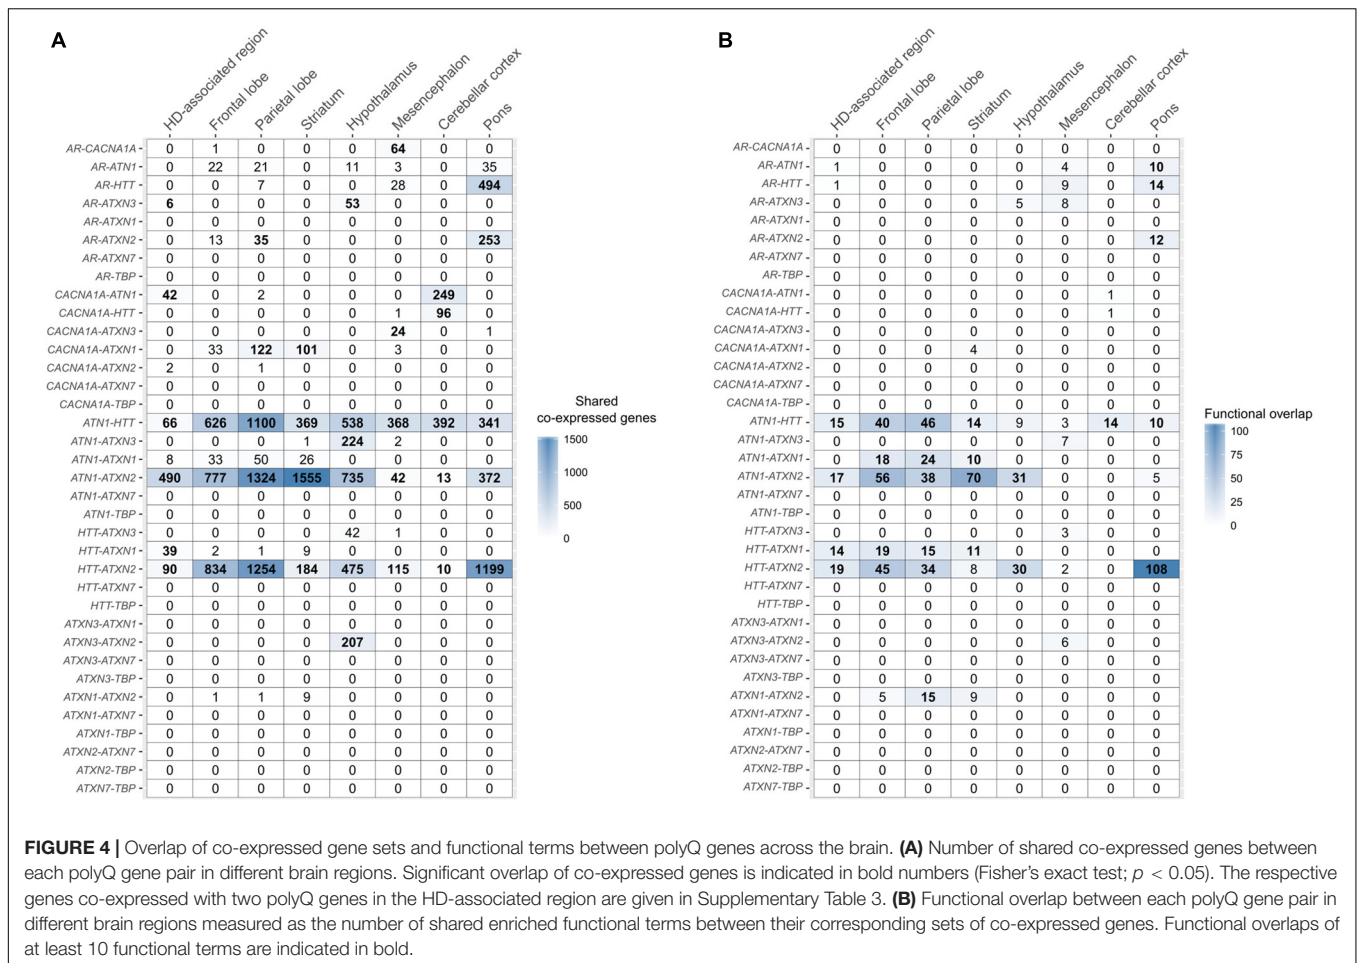 A
HD-associated region Frontal lobe Parietal lobe Striatum Hypothalamus Mesencephalon Cerebellar cortex Pons
AR-CACNA1A 0 1 0 0 0 64 0 0
AR-ATN1 0 22 21 0 11 3 0 35
AR-HTT 0 0 7 0 0 28 0 494
AR-ATXN3 6 0 0 0 53 0 0 0
AR-ATXN1 0 0 0 0 0 0 0 0
AR-ATXN2 0 13 35 0 0 0 0 253
AR-ATXN7 0 0 0 0 0 0 0 0
AR-TBP 0 0 0 0 0 0 0 0
CACNA1A-ATN1 42 0 2 0 0 0 249 0
CACNA1A-HTT 0 0 0 0 0 1 96 0
CACNA1A-ATXN3 0 0 0 0 0 24 0 1
CACNA1A-ATXN1 0 33 122 101 0 3 0 0
CACNA1A-ATXN2 2 0 1 0 0 0 0 0
CACNA1A-ATXN7 0 0 0 0 0 0 0 0
CACNA1A-TBP 0 0 0 0 0 0 0 0
ATN1-HTT 66 626 1100 369 538 368 392 341
ATN1-ATXN3 0 0 0 1 224 2 0 0
ATN1-ATXN1 8 33 50 26 0 0 0 0
ATN1-ATXN2 490 777 1324 1555 735 42 13 372
ATN1-ATXN7 0 0 0 0 0 0 0 0
ATN1-TBP 0 0 0 0 0 0 0 0
HTT-ATXN3 0 0 0 0 42 1 0 0
HTT-ATXN1 39 2 1 9 0 0 0 0
HTT-ATXN2 90 834 1254 184 475 115 10 1199
HTT-ATXN7 0 0 0 0 0 0 0 0
HTT-TBP 0 0 0 0 0 0 0 0
ATXN3-ATXN1 0 0 0 0 0 0 0 0
ATXN3-ATXN2 0 0 0 0 207 0 0 0
ATXN3-ATXN7 0 0 0 0 0 0 0 0
ATXN3-TBP 0 0 0 0 0 0 0 0
ATXN1-ATXN2 0 1 1 9 0 0 0 0
ATXN1-ATXN7 0 0 0 0 0 0 0 0
ATXN1-TBP 0 0 0 0 0 0 0 0
ATXN2-ATXN7 0 0 0 0 0 0 0 0
ATXN2-TBP 0 0 0 0 0 0 0 0
ATXN7-TBP 0 0 0 0 0 0 0 0
Shared
co-expressed genes
1500
1000
500
0
B
HD-associated region Frontal lobe Parietal lobe Striatum Hypothalamus Mesencephalon Cerebellar cortex Pons
AR-CACNA1A 0 0 0 0 0 0 0 0
AR-ATN1 1 0 0 0 0 4 0 10
AR-HTT 1 0 0 0 0 9 0 14
AR-ATXN3 0 0 0 0 5 8 0 0
AR-ATXN1 0 0 0 0 0 0 0 0
AR-ATXN2 0 0 0 0 0 0 0 12
AR-ATXN7 0 0 0 0 0 0 0 0
AR-TBP 0 0 0 0 0 0 0 0
CACNA1A-ATN1 0 0 0 0 0 0 1 0
CACNA1A-HTT 0 0 0 0 0 0 1 0
CACNA1A-ATXN3 0 0 0 0 0 0 0 0
CACNA1A-ATXN1 0 0 0 4 0 0 0 0
CACNA1A-ATXN2 0 0 0 0 0 0 0 0
CACNA1A-ATXN7 0 0 0 0 0 0 0 0
CACNA1A-TBP 0 0 0 0 0 0 0 0
ATN1-HTT 15 40 46 14 9 3 14 10
ATN1-ATXN3 0 0 0 0 0 7 0 0
ATN1-ATXN1 0 18 24 10 0 0 0 0
ATN1-ATXN2 17 56 38 70 31 0 0 5
ATN1-ATXN7 0 0 0 0 0 0 0 0
ATN1-TBP 0 0 0 0 0 0 0 0
HTT-ATXN3 0 0 0 0 0 3 0 0
HTT-ATXN1 14 19 15 11 0 0 0 0
HTT-ATXN2 19 45 34 8 30 2 0 108
HTT-ATXN7 0 0 0 0 0 0 0 0
HTT-TBP 0 0 0 0 0 0 0 0
ATXN3-ATXN1 0 0 0 0 0 0 0 0
ATXN3-ATXN2 0 0 0 0 0 6 0 0
ATXN3-ATXN7 0 0 0 0 0 0 0 0
ATXN3-TBP 0 0 0 0 0 0 0 0
ATXN1-ATXN2 0 5 15 9 0 0 0 0
ATXN1-ATXN7 0 0 0 0 0 0 0 0
ATXN1-TBP 0 0 0 0 0 0 0 0
ATXN2-ATXN7 0 0 0 0 0 0 0 0
ATXN2-TBP 0 0 0 0 0 0 0 0
ATXN7-TBP 0 0 0 0 0 0 0 0
Functional overlap
100
75
50
25
0
FIGURE 4 | Overlap of co-expressed gene sets and functional terms between polyQ genes across the brain. (A) Number of shared co-expressed genes between
each polyQ gene pair in different brain regions. Significant overlap of co-expressed genes is indicated in bold numbers (Fisher's exact test; p < 0.05). The respective
genes co-expressed with two polyQ genes in the HD-associated region are given in Supplementary Table 3. (B) Functional overlap between each polyQ gene pair in
different brain regions measured as the number of shared enriched functional terms between their corresponding sets of co-expressed genes. Functional overlaps of
at least 10 functional terms are indicated in bold.